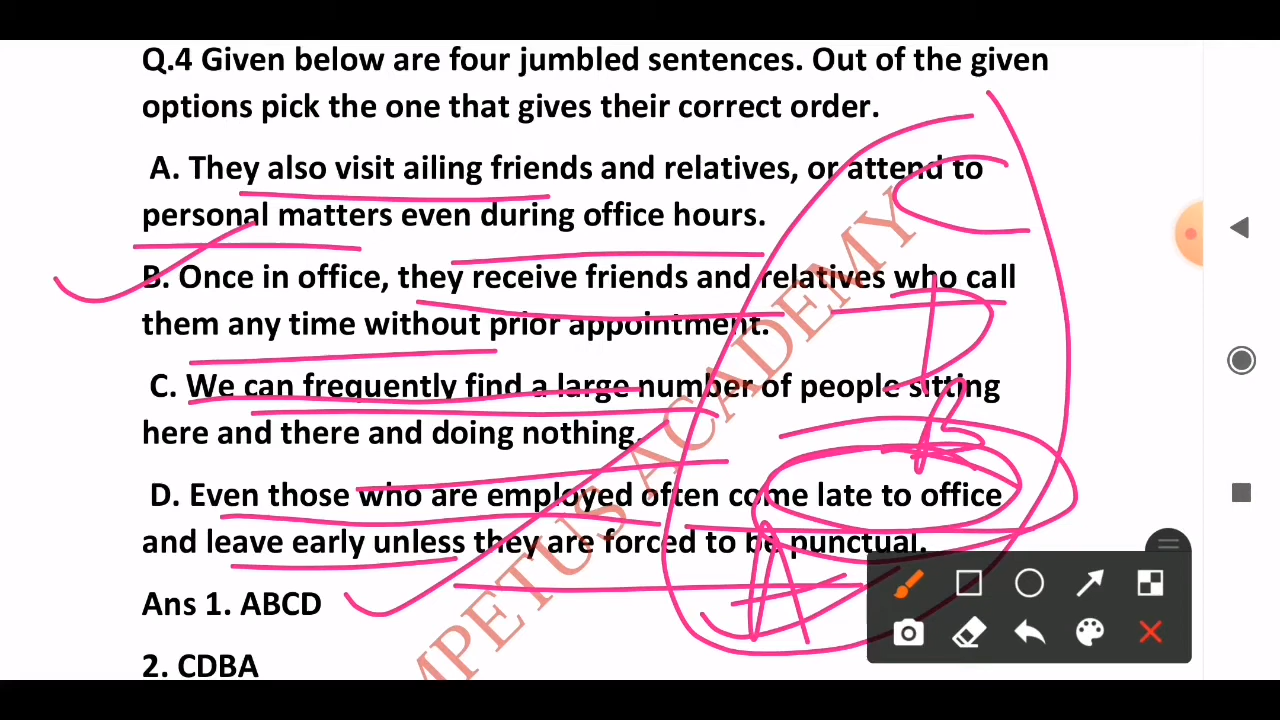 Q.4 Given below are four jumbled sentences. Out of the given
options pick the one that gives their correct order.
A. They also visit ailing friends and relatives, or attend to
personal matters even during office hours.
B. Once in office, they receive friends and relatives who call
them any time without prior appointment.
C. We can frequently find a large number of people sitting
here and there and doing nothing.
D. Even those who are employed often come late to office
and leave early unless they are forced to be punctual.
Ans 1. ABCD
2. CDBA
MPETUS ACADEMY
D
B
A